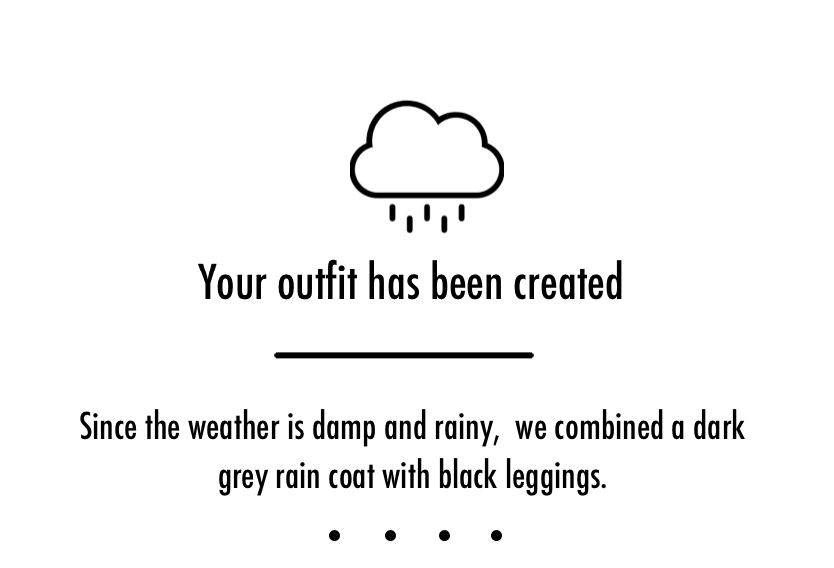 Your outfit has been created
Since the weather is damp and rainy,  we combined a dark
grey rain coat with black leggings.